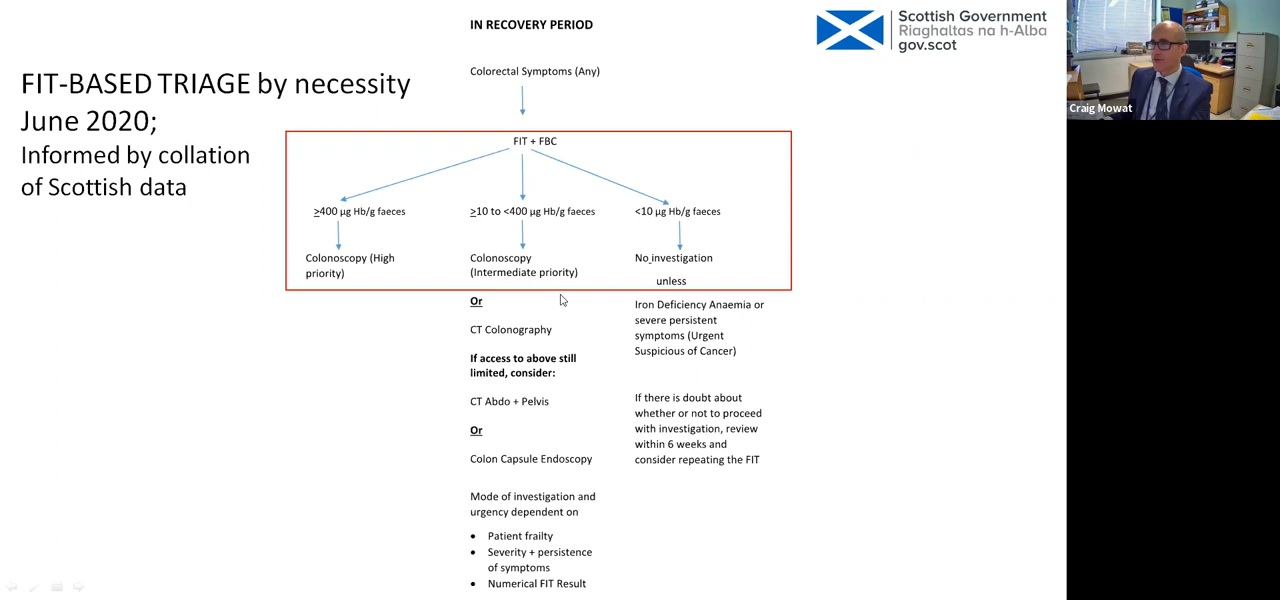 IN RECOVERY PERIOD
Scottish Government
Riaghaltas na h-Alba
gov.scot
Craig Mowat
FIT-BASED TRIAGE by necessity
June 2020;
Informed by collation
of Scottish data
Colorectal Symptoms (Any)
FIT + FBC
≥400 µg Hb/g faeces
≥10 to <400 µg Hb/g faeces
<10 µg Hb/g faeces
Colonoscopy (High
priority)
Colonoscopy
(Intermediate priority)
No investigation
unless
Or
CT Colonography
If access to above still
limited, consider:
CT Abdo + Pelvis
Or
Colon Capsule Endoscopy
Mode of investigation and
urgency dependent on
• Patient frailty
• Severity + persistence
of symptoms
• Numerical FIT Result
Iron Deficiency Anaemia or
severe persistent
symptoms (Urgent
Suspicious of Cancer)
If there is doubt about
whether or not to proceed
with investigation, review
within 6 weeks and
consider repeating the FIT